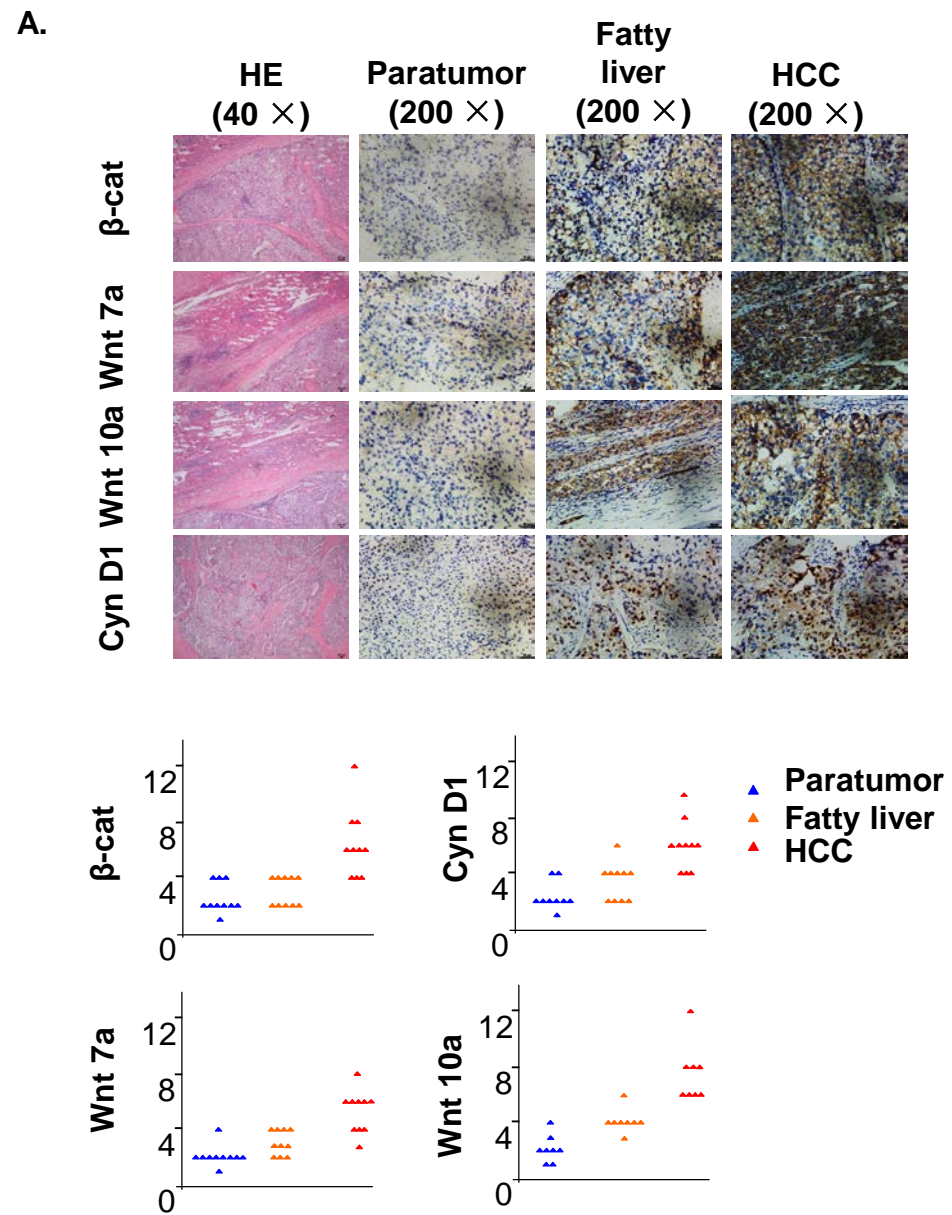 A.
HE
(40 ×)
Paratumor
(200 ×)
Fatty
liver
(200 ×)
HCC
(200 ×)
β-cat
Wnt 7a
Wnt 10a
Cyn D1
β-cat
12
8
4
0
Cyn D1
12
8
4
0
Paratumor
Fatty liver
HCC
Wnt 7a
12
8
4
0
Wnt 10a
12
8
4
0